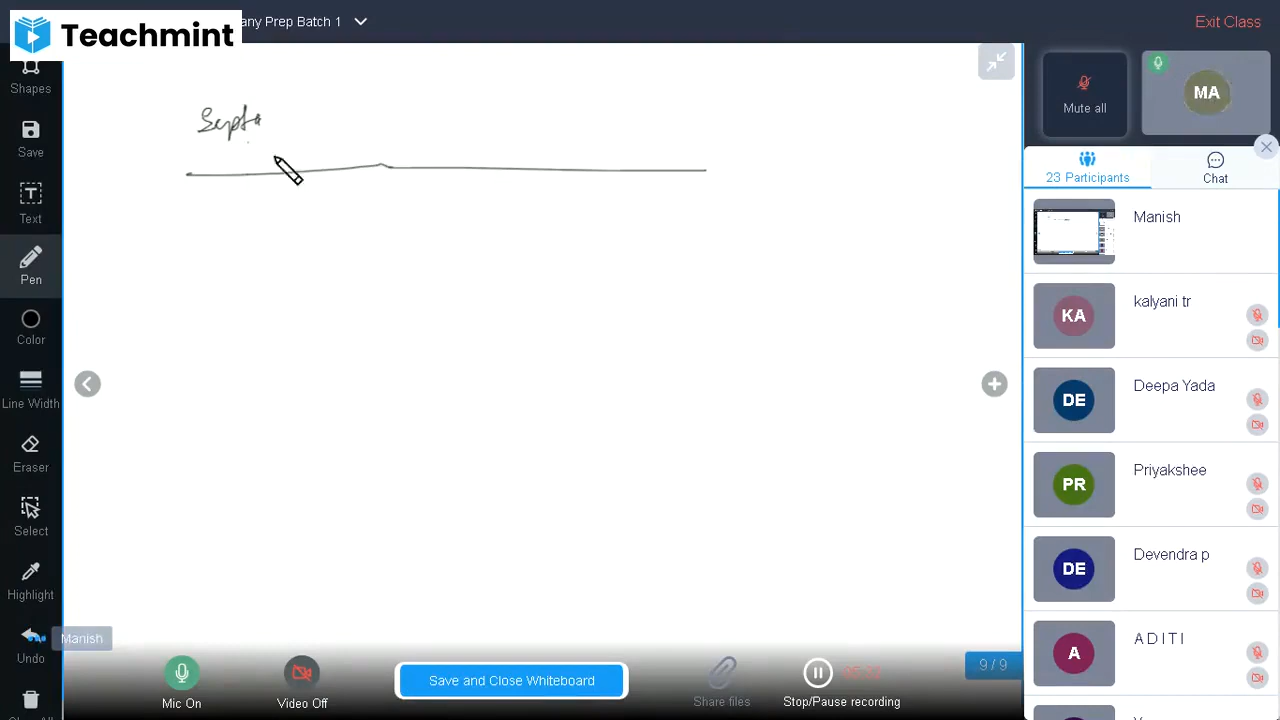 Teachmint
any Prep Batch 1
Exit Class
Shapes
Save
Text
Pen
Color
Line Width
Eraser
Select
Highlight
Undo
Manish
Septe
MA
Mute all
23 Participants
Chat
Manish
KA
kalyani tr
DE
Deepa Yada
PR
Priyakshee
DE
Devendra p
A
A D I T I
9 / 9
Mic On
Video Off
Save and Close Whiteboard
Share files
Stop/Pause recording